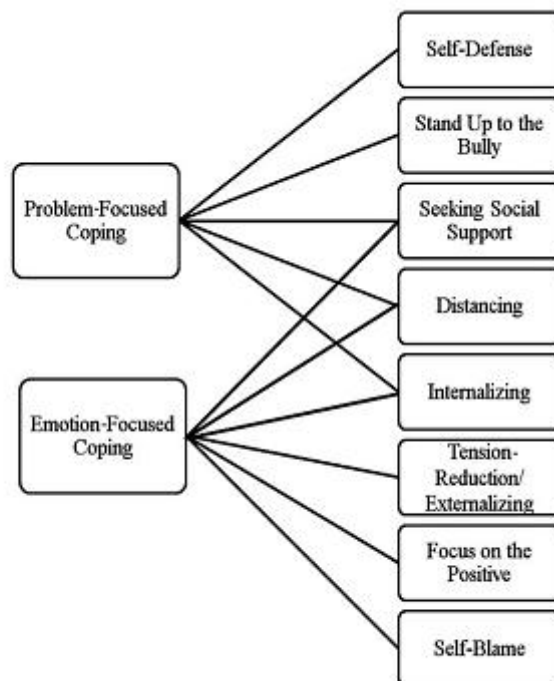 Self-Defense
Stand Up to the
Bully
Problem-Focused
Coping
Seeking Social
Support
Distancing
Internalizing
Emotion-Focused
Coping
Tension-
Reduction/
Externalizing
Focus on the
Positive
Self-Blame